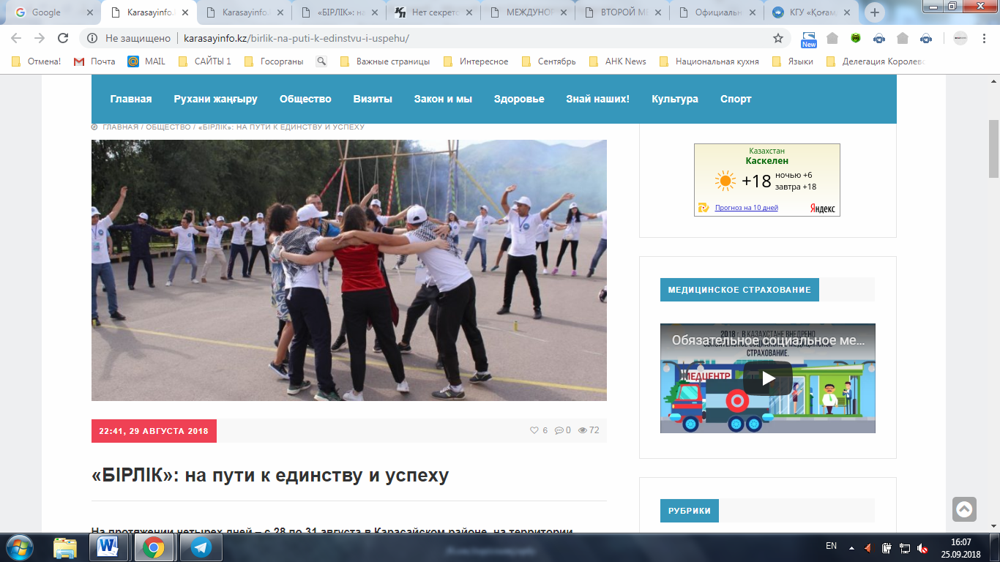 Google
Karasayinfo.
Karasayinfo.
«БІРЛІК»: на
Нет секрето
МЕЖДУНОР
ВТОРОЙ МЕ
Официальн
КГУ «Қоғам
Не защищено
karasayinfo.kz/birlik-na-puti-k-edinstvu-i-uspehu/
New
Отмена!
Почта
MAIL
САЙТЫ 1
Госорганы
Важные страницы
Интересное
Сентябрь
АНК News
Национальная кухня
Языки
Делегация Королевс
Главная
Рухани жаңғыру
Общество
Визиты
Закон и мы
Здоровье
Знай наших!
Культура
Спорт
ГЛАВНАЯ / ОБЩЕСТВО / «БІРЛІК»: НА ПУТИ К ЕДИНСТВУ И УСПЕХУ
22:41, 29 АВГУСТА 2018
6
0
72
«БІРЛІК»: на пути к единству и успеху
На протяжении четырех дней – с 28 по 31 августа в Карасайском районе, на территории
Казахстан
Каскелен
+18
ночью +6
завтра +18
Прогноз на 10 дней
Яндекс
МЕДИЦИНСКОЕ СТРАХОВАНИЕ
2018 г. В КАЗАХСТАНЕ ВНЕДРЕНО
Обязательное социальное ме...
СТРАХОВАНИЕ.
МЕДЦЕНТР
РУБРИКИ
EN
16:07
25.09.2018